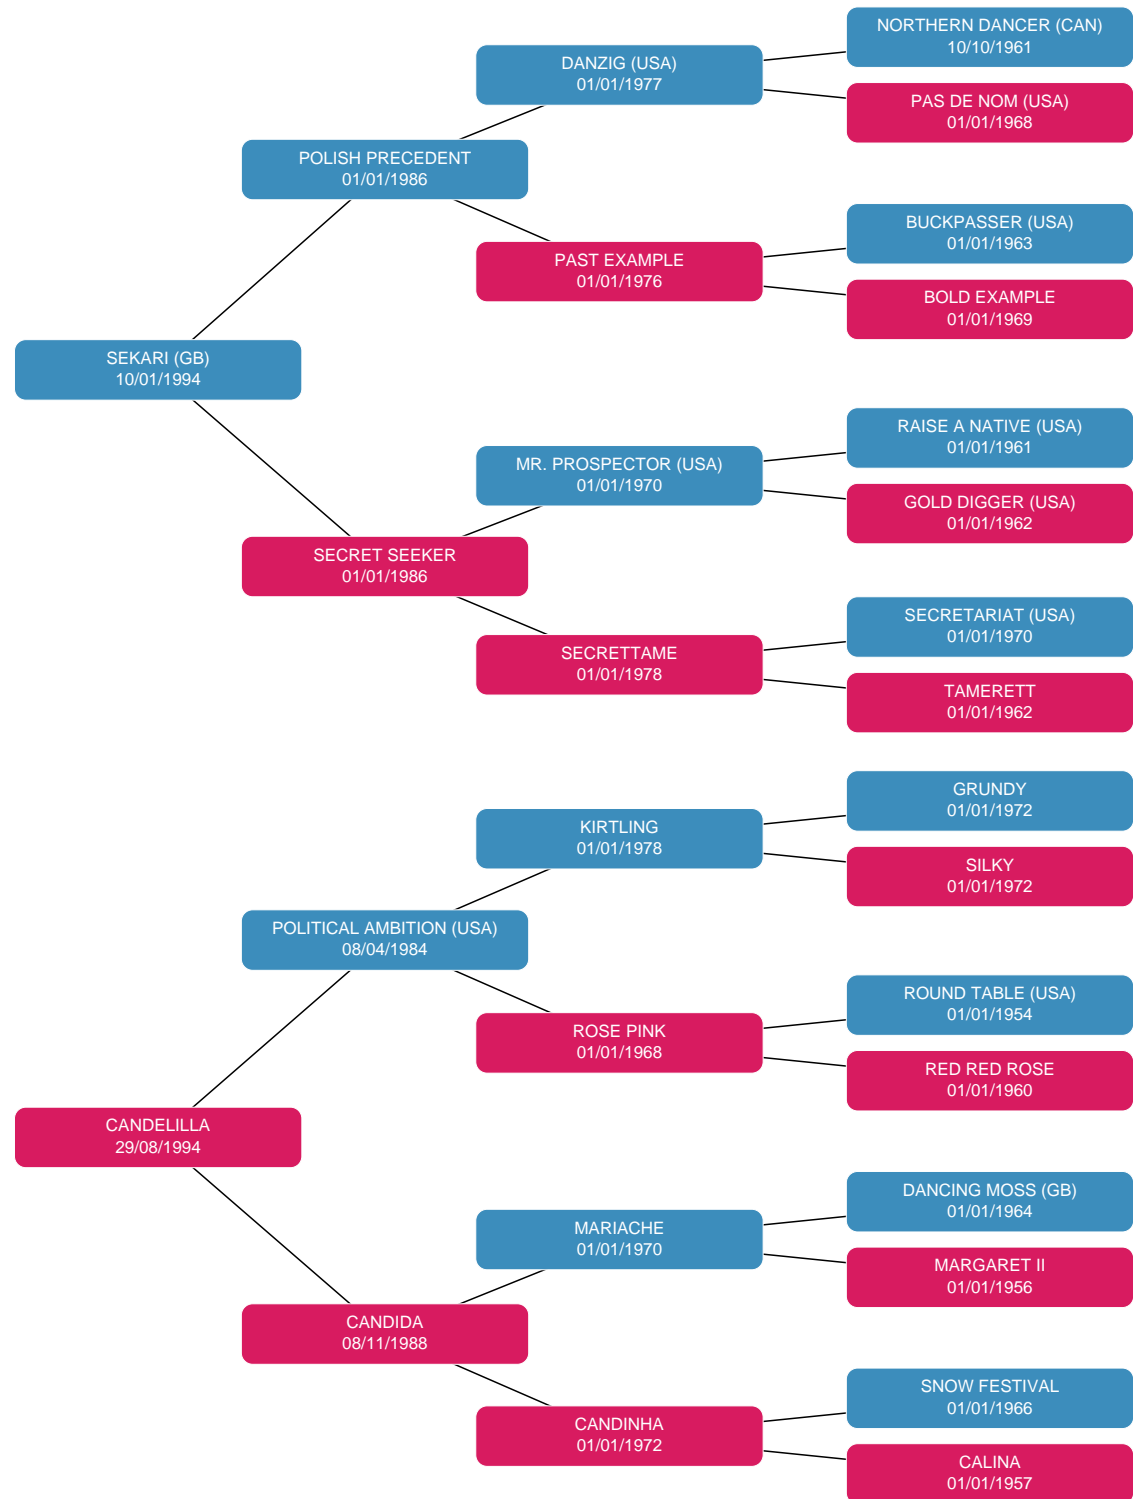 NORTHERN DANCER (CAN)
10/10/1961
DANZIG (USA)
01/01/1977
PAS DE NOM (USA)
01/01/1968
POLISH PRECEDENT
01/01/1986
BUCKPASSER (USA)
01/01/1963
PAST EXAMPLE
01/01/1976
BOLD EXAMPLE
01/01/1969
SEKARI (GB)
10/01/1994
RAISE A NATIVE (USA)
01/01/1961
MR. PROSPECTOR (USA)
01/01/1970
GOLD DIGGER (USA)
01/01/1962
SECRET SEEKER
01/01/1986
SECRETARIAT (USA)
01/01/1970
SECRETTAME
01/01/1978
TAMERETT
01/01/1962
GRUNDY
01/01/1972
KIRTLING
01/01/1978
SILKY
01/01/1972
POLITICAL AMBITION (USA)
08/04/1984
ROUND TABLE (USA)
01/01/1954
ROSE PINK
01/01/1968
RED RED ROSE
01/01/1960
CANDELILLA
29/08/1994
DANCING MOSS (GB)
01/01/1964
MARIACHE
01/01/1970
MARGARET II
01/01/1956
CANDIDA
08/11/1988
SNOW FESTIVAL
01/01/1966
CANDINHA
01/01/1972
CALINA
01/01/1957